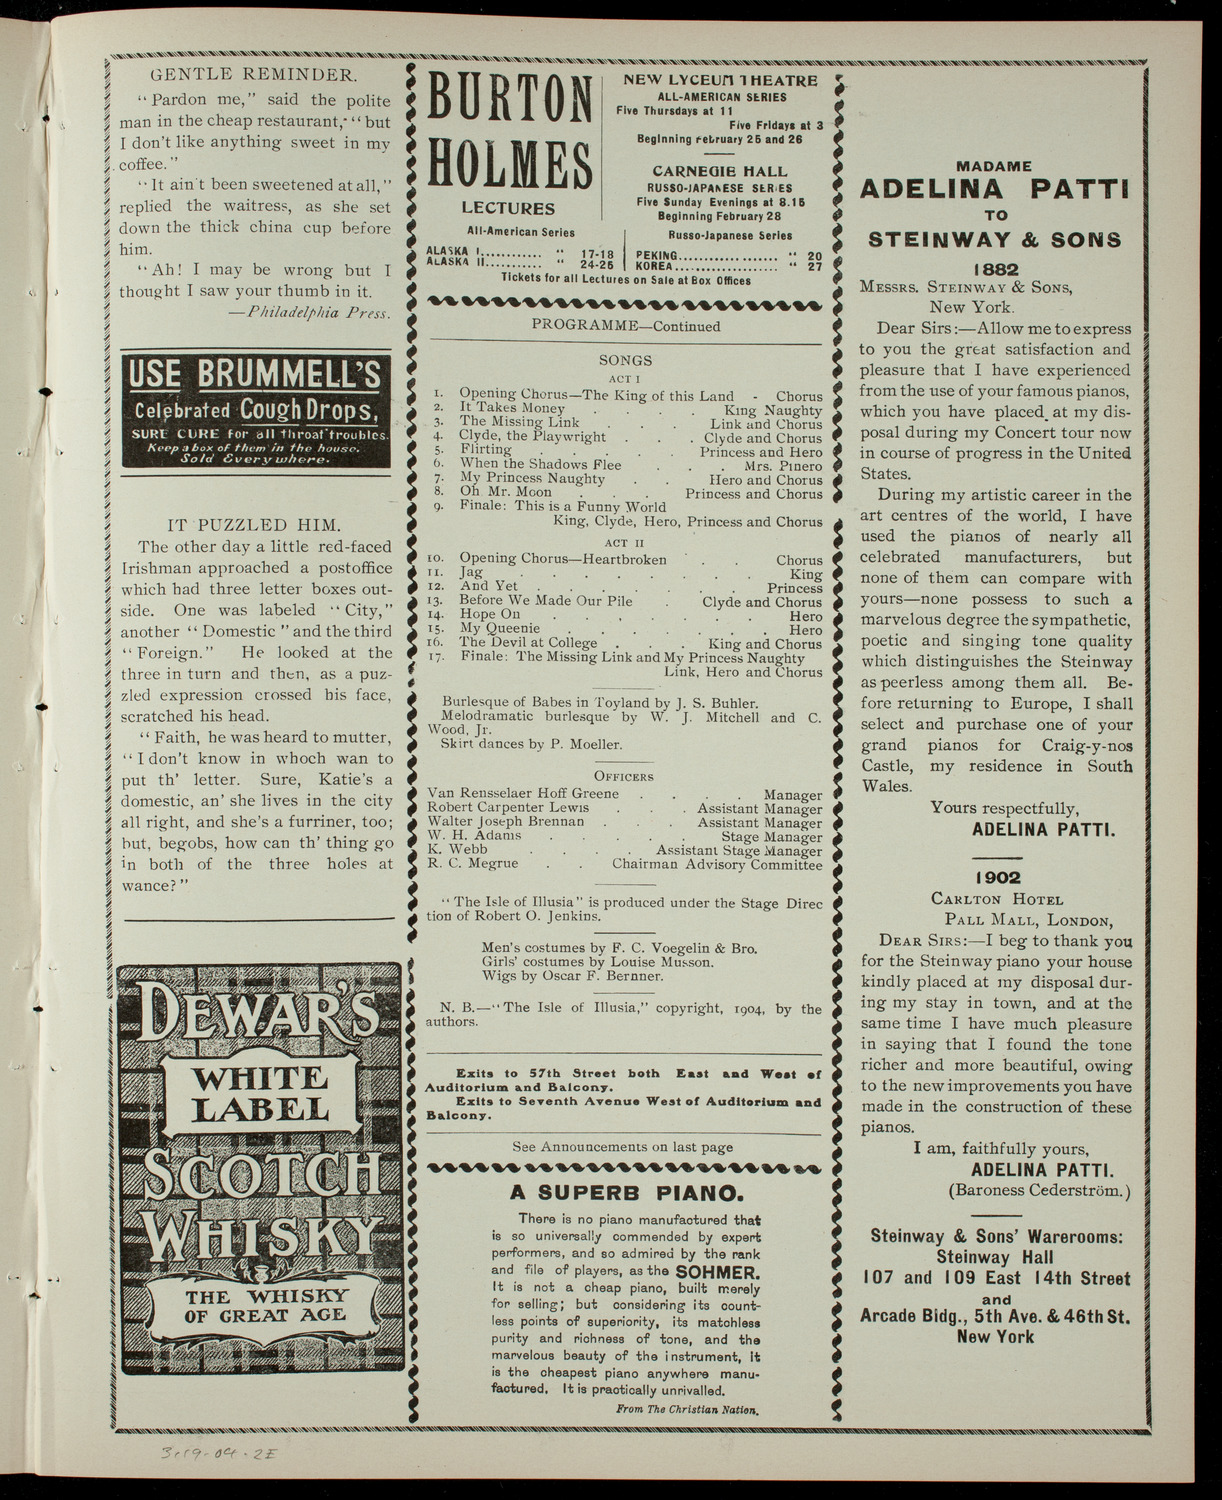 GENTLE REMINDER.
“Pardon me,” said the polite
man in the cheap restaurant, “but
I don't like anything sweet in my
coffee.”
“It ain't been sweetened at all,”
replied the waitress, as she set
down the thick china cup before
him.
“Ah! I may be wrong but I
thought I saw your thumb in it.
—Philadelphia Press.
USE BRUMMELL'S
Celebrated Cough Drops,
SURE CURE for all throat troubles.
Keep a box of them in the house.
Sold Everywhere.
IT PUZZLED HIM.
The other day a little red-faced
Irishman approached a postoffice
which had three letter boxes out-
side. One was labeled “City,”
another “Domestic” and the third
“Foreign.” He looked at the
three in turn and then, as a puz-
zled expression crossed his face,
scratched his head.
“Faith, he was heard to mutter,
“I don't know in whoch wan to
put th' letter. Sure, Katie's a
domestic, an' she lives in the city
all right, and she's a furriner, too;
but, begobs, how can th' thing go
in both of the three holes at
wance?”
DEWAR'S
WHITE
LABEL
SCOTCH
WHISKY
THE WHISKY
OF GREAT AGE
BURTON
HOLMES
LECTURES
NEW LYCEUM THEATRE
ALL-AMERICAN SERIES
Five Thursdays at 11
Five Fridays at 3
Beginning February 25 and 26
CARNEGIE HALL
RUSSO-JAPANESE SERIES
Five Sunday Evenings at 8.15
Beginning February 28
All-American Series
ALASKA I........... “ 17-18
ALASKA II........... “ 24-25
Russo-Japanese Series
PEKING................... “ 20
KOREA.................... “ 27
Tickets for all Lectures on Sale at Box Offices
PROGRAMME—Continued
SONGS
ACT I
1. Opening Chorus—The King of this Land - Chorus
2. It Takes Money . . . . King Naughty
3. The Missing Link . . . Link and Chorus
4. Clyde, the Playwright . . . Clyde and Chorus
5. Flirting . . . . Princess and Hero
6. When the Shadows Flee . . . . Mrs. Pinero
7. My Princess Naughty . . Hero and Chorus
8. Oh Mr. Moon . . . Princess and Chorus
9. Finale: This is a Funny World
King, Clyde, Hero, Princess and Chorus
ACT II
10. Opening Chorus—Heartbroken . . Chorus
11. Jag . . . . . . . . King
12. And Yet . . . . . . . Princess
13. Before We Made Our Pile . Clyde and Chorus
14. Hope On . . . . . . . Hero
15. My Queenie . . . . . . . Hero
16. The Devil at College . . . King and Chorus
17. Finale: The Missing Link and My Princess Naughty
Link, Hero and Chorus
Burlesque of Babes in Toyland by J. S. Buhler.
Melodramatic burlesque by W. J. Mitchell and C.
Wood, Jr.
Skirt dances by P. Moeller.
OFFICERS
Van Rensselaer Hoff Greene . . . . Manager
Robert Carpenter Lewis . . . Assistant Manager
Walter Joseph Brennan . . . Assistant Manager
W. H. Adams . . . . . Stage Manager
K. Webb . . . . Assistant Stage Manager
R. C. Megrue . . Chairman Advisory Committee
“The Isle of Illusia” is produced under the Stage Direc
tion of Robert O. Jenkins.
Men's costumes by F. C. Voegelin & Bro.
Girls' costumes by Louise Musson.
Wigs by Oscar F. Bernner.
N. B.—“The Isle of Illusia,” copyright, 1904, by the
authors.
Exits to 57th Street both East and West of
Auditorium and Balcony.
Exits to Seventh Avenue West of Auditorium and
Balcony.
See Announcements on last page
A SUPERB PIANO.
There is no piano manufactured that
is so universally commended by expert
performers, and so admired by the rank
and file of players, as the SOHMER.
It is not a cheap piano, built merely
for selling; but considering its count-
less points of superiority, its matchless
purity and richness of tone, and the
marvelous beauty of the instrument, it
is the cheapest piano anywhere manu-
factured. It is practically unrivalled.
From The Christian Nation.
MADAME
ADELINA PATTI
TO
STEINWAY & SONS
1882
MESSRS. STEINWAY & SONS,
New York.
Dear Sirs:—Allow me to express
to you the great satisfaction and
pleasure that I have experienced
from the use of your famous pianos,
which you have placed at my dis-
posal during my Concert tour now
in course of progress in the United
States.
During my artistic career in the
art centres of the world, I have
used the pianos of nearly all
celebrated manufacturers, but
none of them can compare with
yours—none possess to such a
marvelous degree the sympathetic,
poetic and singing tone quality
which distinguishes the Steinway
as peerless among them all. Be-
fore returning to Europe, I shall
select and purchase one of your
grand pianos for Craig-y-nos
Castle, my residence in South
Wales.
Yours respectfully,
ADELINA PATTI.
1902
CARLTON HOTEL
PALL MALL, LONDON,
DEAR SIRS:—I beg to thank you
for the Steinway piano your house
kindly placed at my disposal dur-
ing my stay in town, and at the
same time I have much pleasure
in saying that I found the tone
richer and more beautiful, owing
to the new improvements you have
made in the construction of these
pianos.
I am, faithfully yours,
ADELINA PATTI.
(Baroness Cederström.)
Steinway & Sons' Warerooms:
Steinway Hall
107 and 109 East 14th Street
and
Arcade Bldg., 5th Ave. & 46th St.
New York
3-19-04-2E